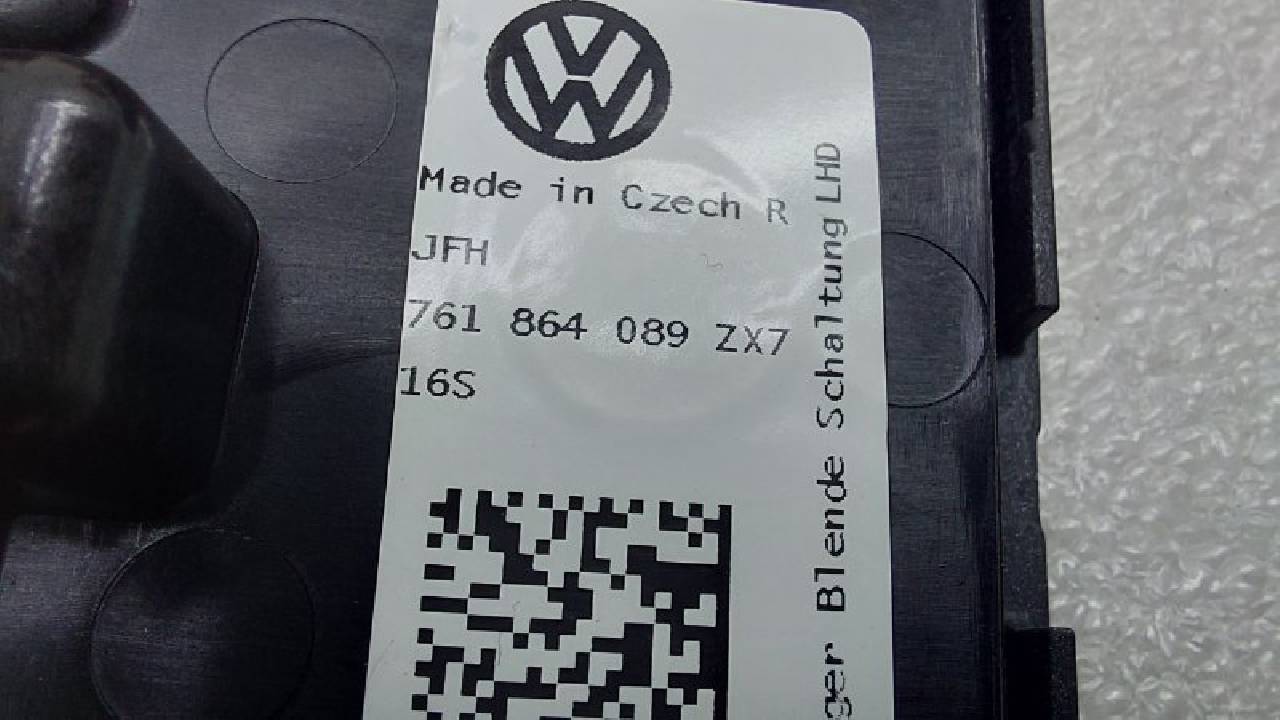 Made in Czech R
JFH
761 864 089 ZX7
16S
ger Blende Schaltung LHD